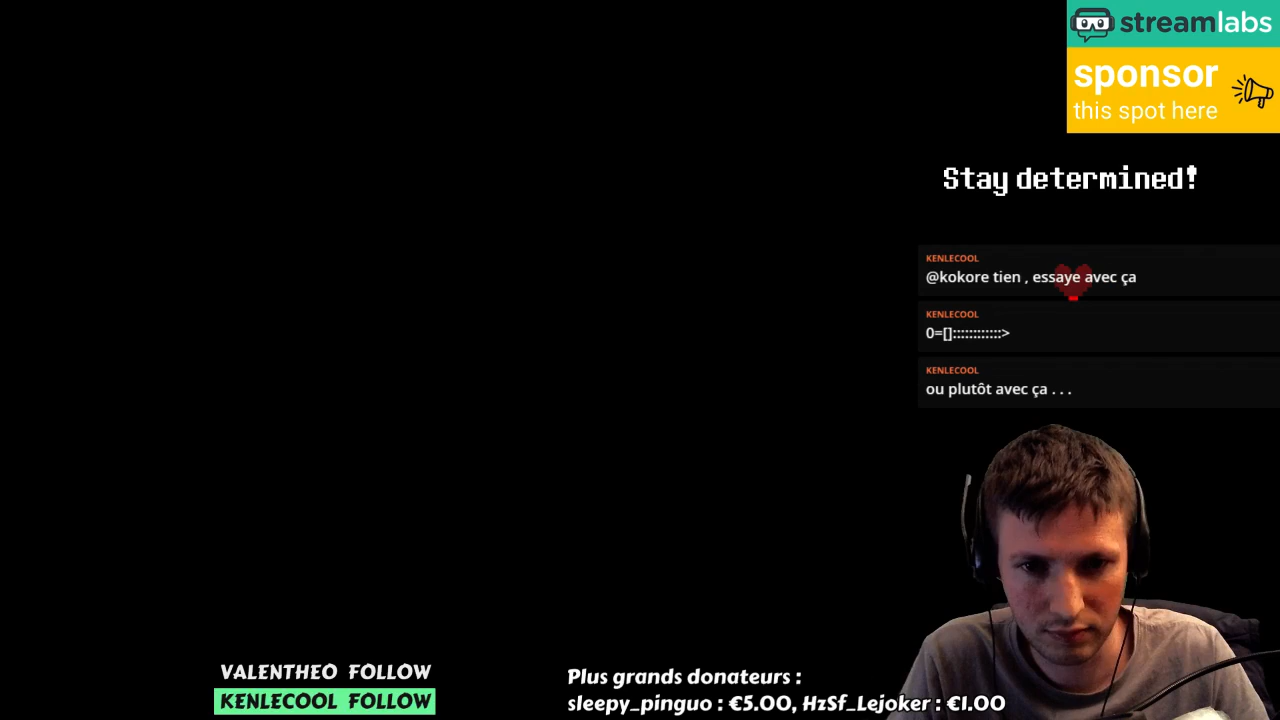 streamlabs
sponsor
this spot here
Stay determined!
KENLECOOL
@kokore tien , essaye avec ça
KENLECOOL
0=[]::::::::::::>
KENLECOOL
ou plutôt avec ça . . .
VALENTHEO FOLLOW
KENLECOOL FOLLOW
Plus grands donateurs :
sleepy_pinguo : €5.00, HzSf_Lejoker : €1.00